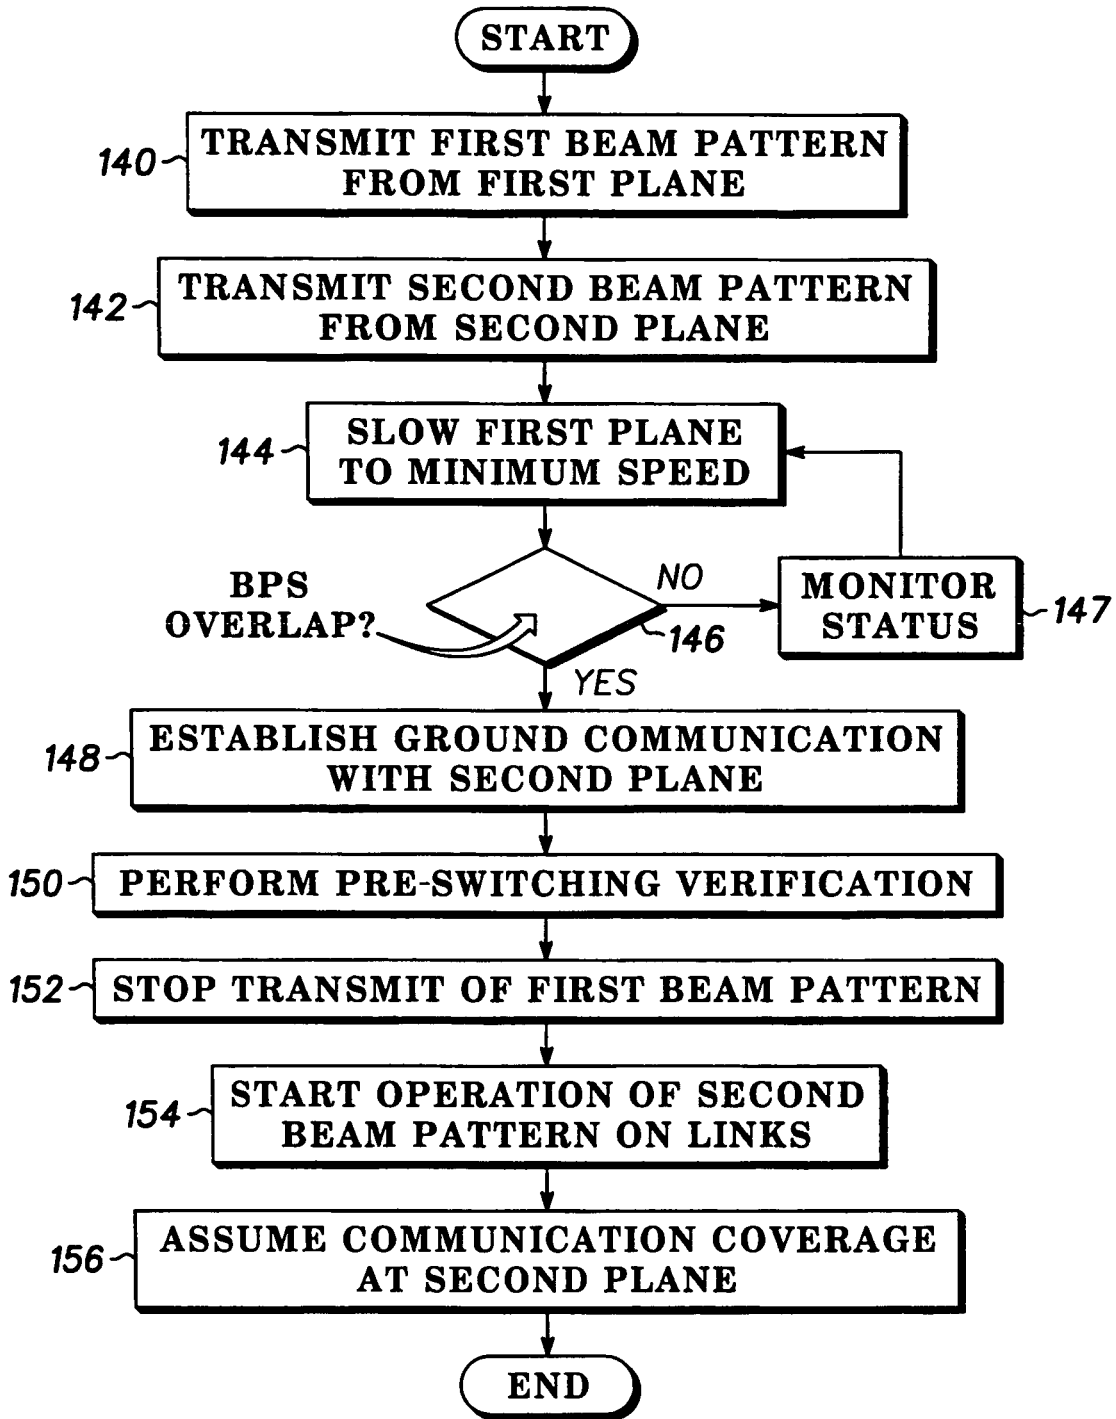 START
140
TRANSMIT FIRST BEAM PATTERN
FROM FIRST PLANE
142
TRANSMIT SECOND BEAM PATTERN
FROM SECOND PLANE
144
SLOW FIRST PLANE
TO MINIMUM SPEED
BPS
OVERLAP?
NO
146
MONITOR
STATUS
147
YES
148
ESTABLISH GROUND COMMUNICATION
WITH SECOND PLANE
150
PERFORM PRE-SWITCHING VERIFICATION
152
STOP TRANSMIT OF FIRST BEAM PATTERN
154
START OPERATION OF SECOND
BEAM PATTERN ON LINKS
156
ASSUME COMMUNICATION COVERAGE
AT SECOND PLANE
END